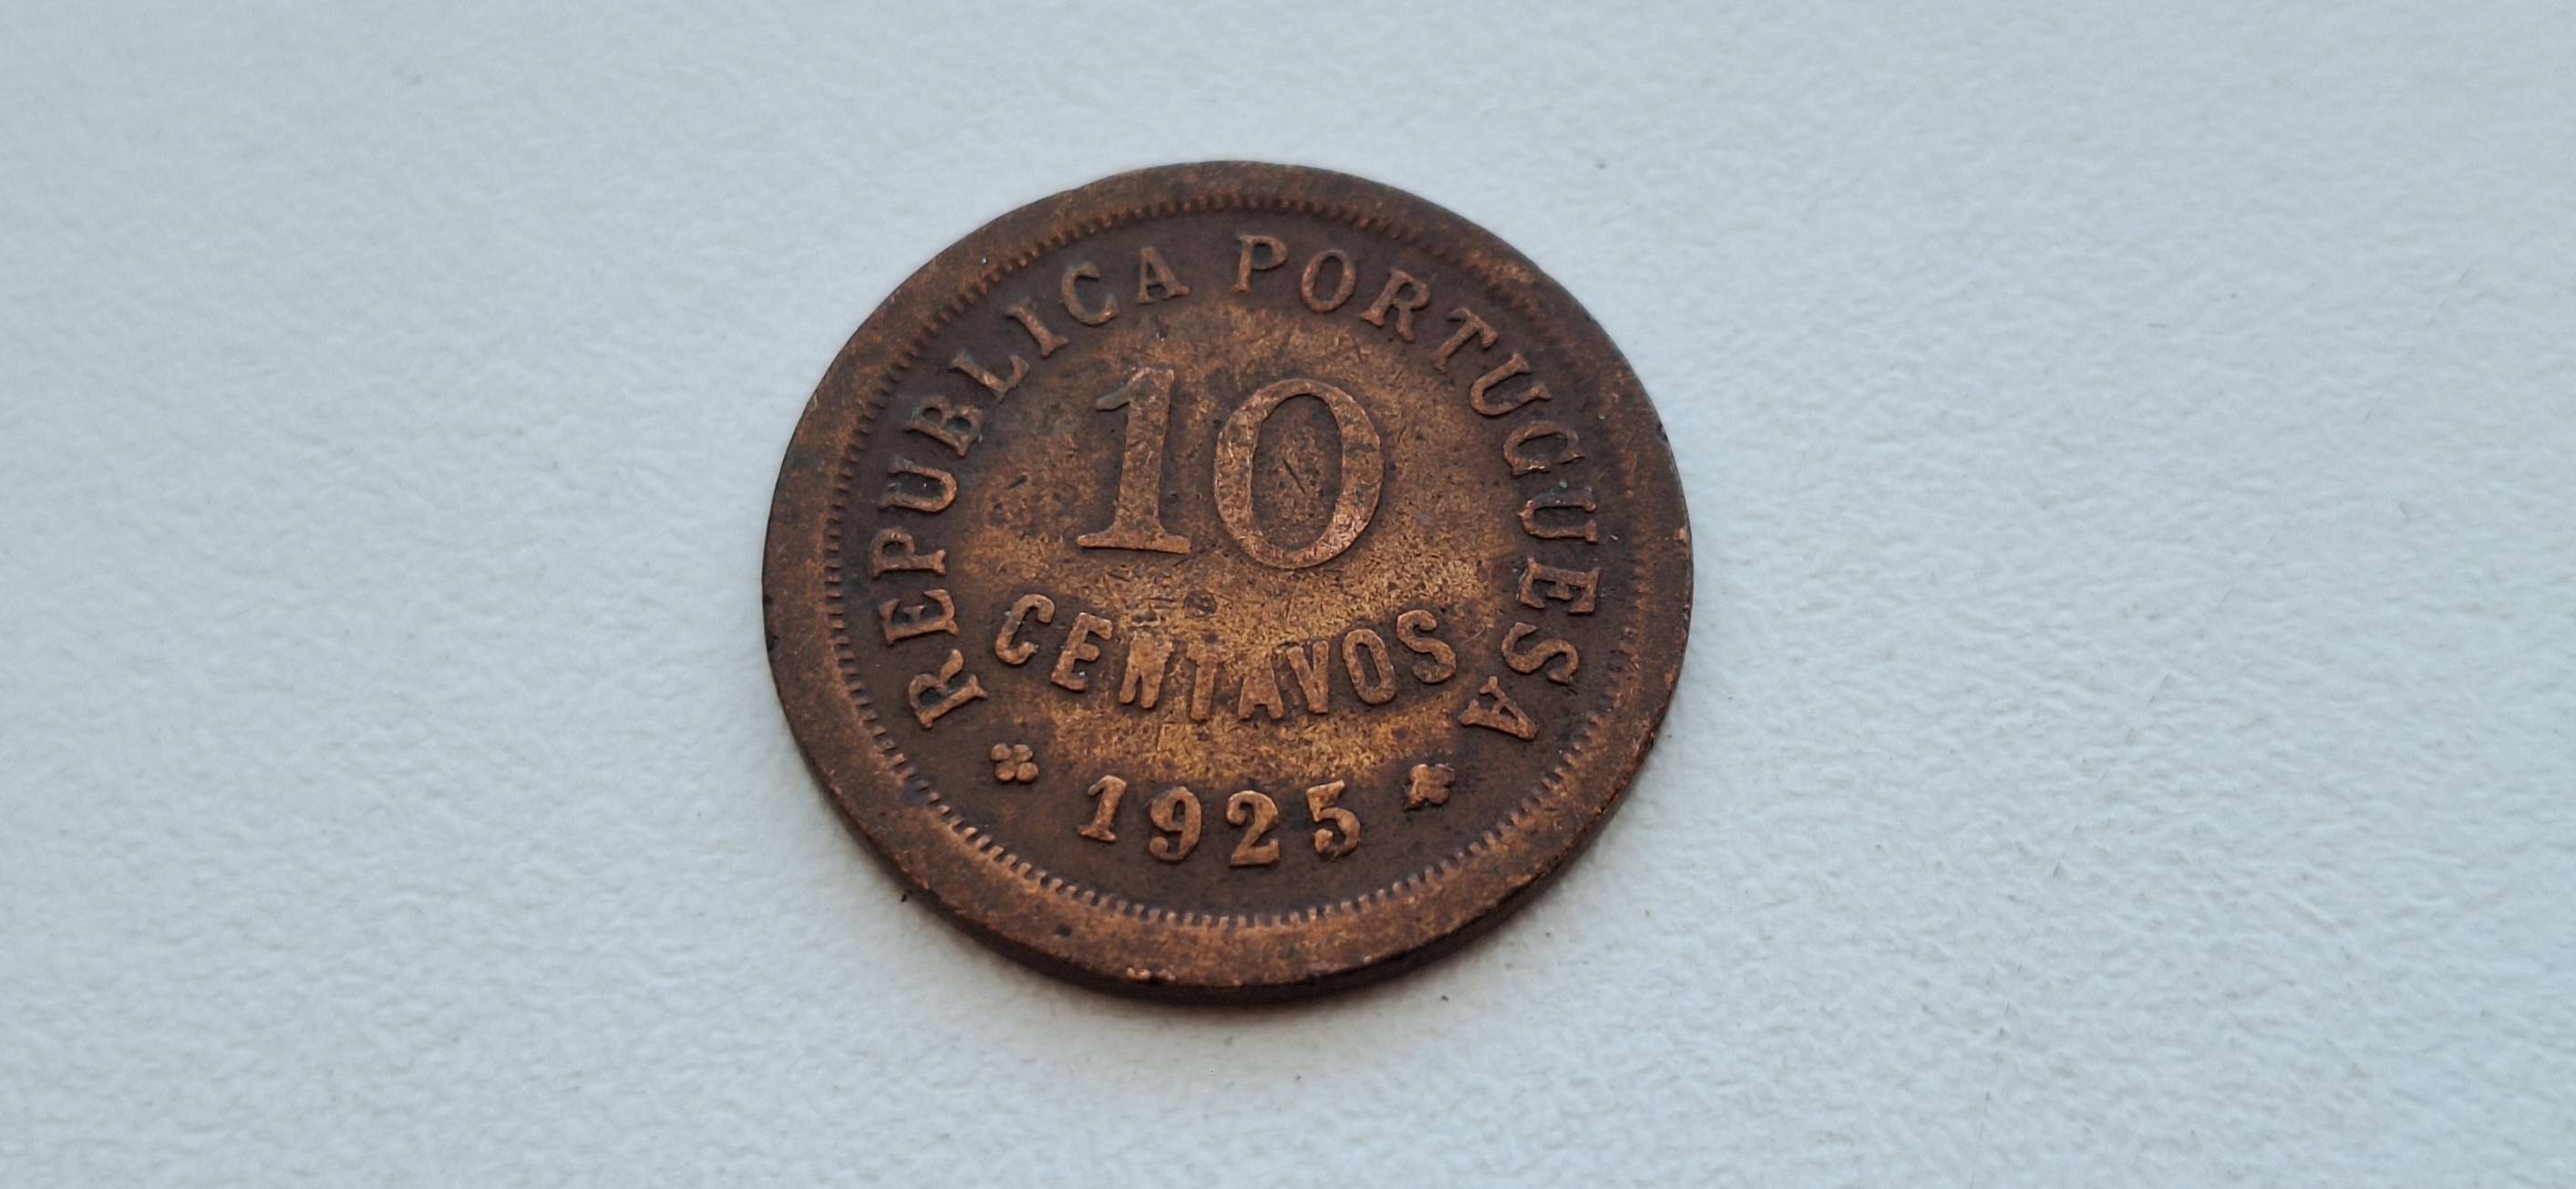 REPUBLICA PORTUGUESA
10
CENTAVOS
1925